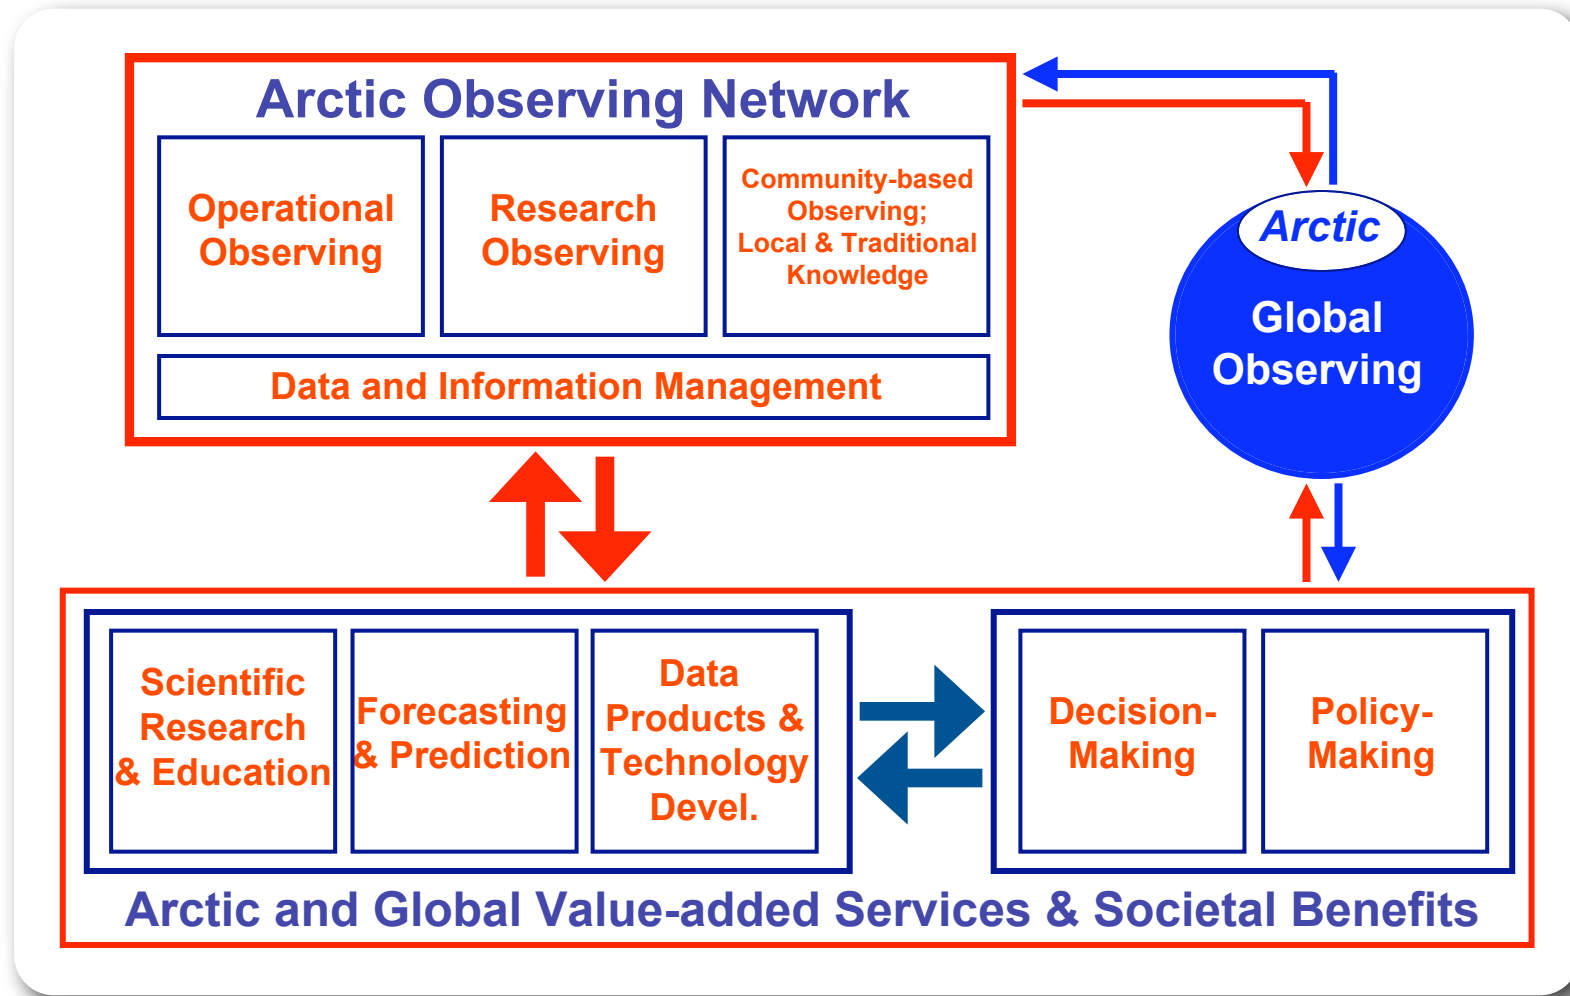 Arctic Observing Network
Operational
Observing
Research
Observing
Community-based
Observing;
Local & Traditional
Knowledge
Data and Information Management
Arctic
Global
Observing
Scientific
Research
& Education
Forecasting
& Prediction
Data
Products &
Technology
Devel.
Decision-
Making
Policy-
Making
Arctic and Global Value-added Services & Societal Benefits